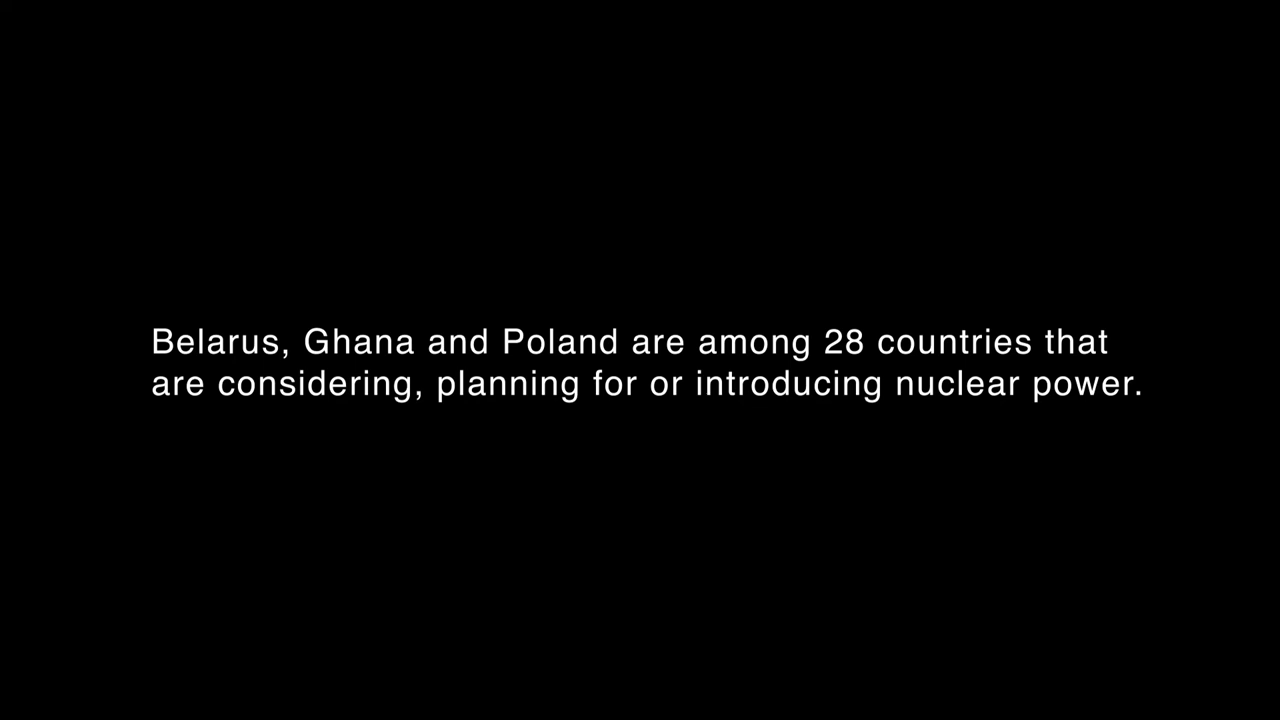 Belarus, Ghana and Poland are among 28 countries that
are considering, planning for or introducing nuclear power.